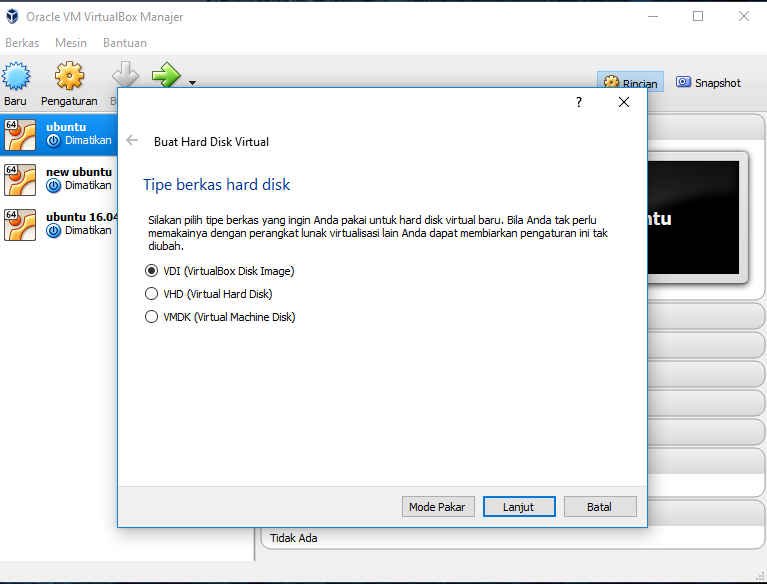 Oracle VM VirtualBox Manajer
Berkas Mesin Bantuan
Baru Pengaturan
Rincian Snapshot
64 ubuntu
Dimatikan
64 new ubuntu
Dimatikan
64 ubuntu 16.04
Dimatikan
?
Buat Hard Disk Virtual
Tipe berkas hard disk
Silakan pilih tipe berkas yang ingin Anda pakai untuk hard disk virtual baru. Bila Anda tak perlu
memakainya dengan perangkat lunak virtualisasi lain Anda dapat membiarkan pengaturan ini tak
diubah.
VDI (VirtualBox Disk Image)
VHD (Virtual Hard Disk)
VMDK (Virtual Machine Disk)
Mode Pakar Lanjut Batal
ntu
Tidak Ada